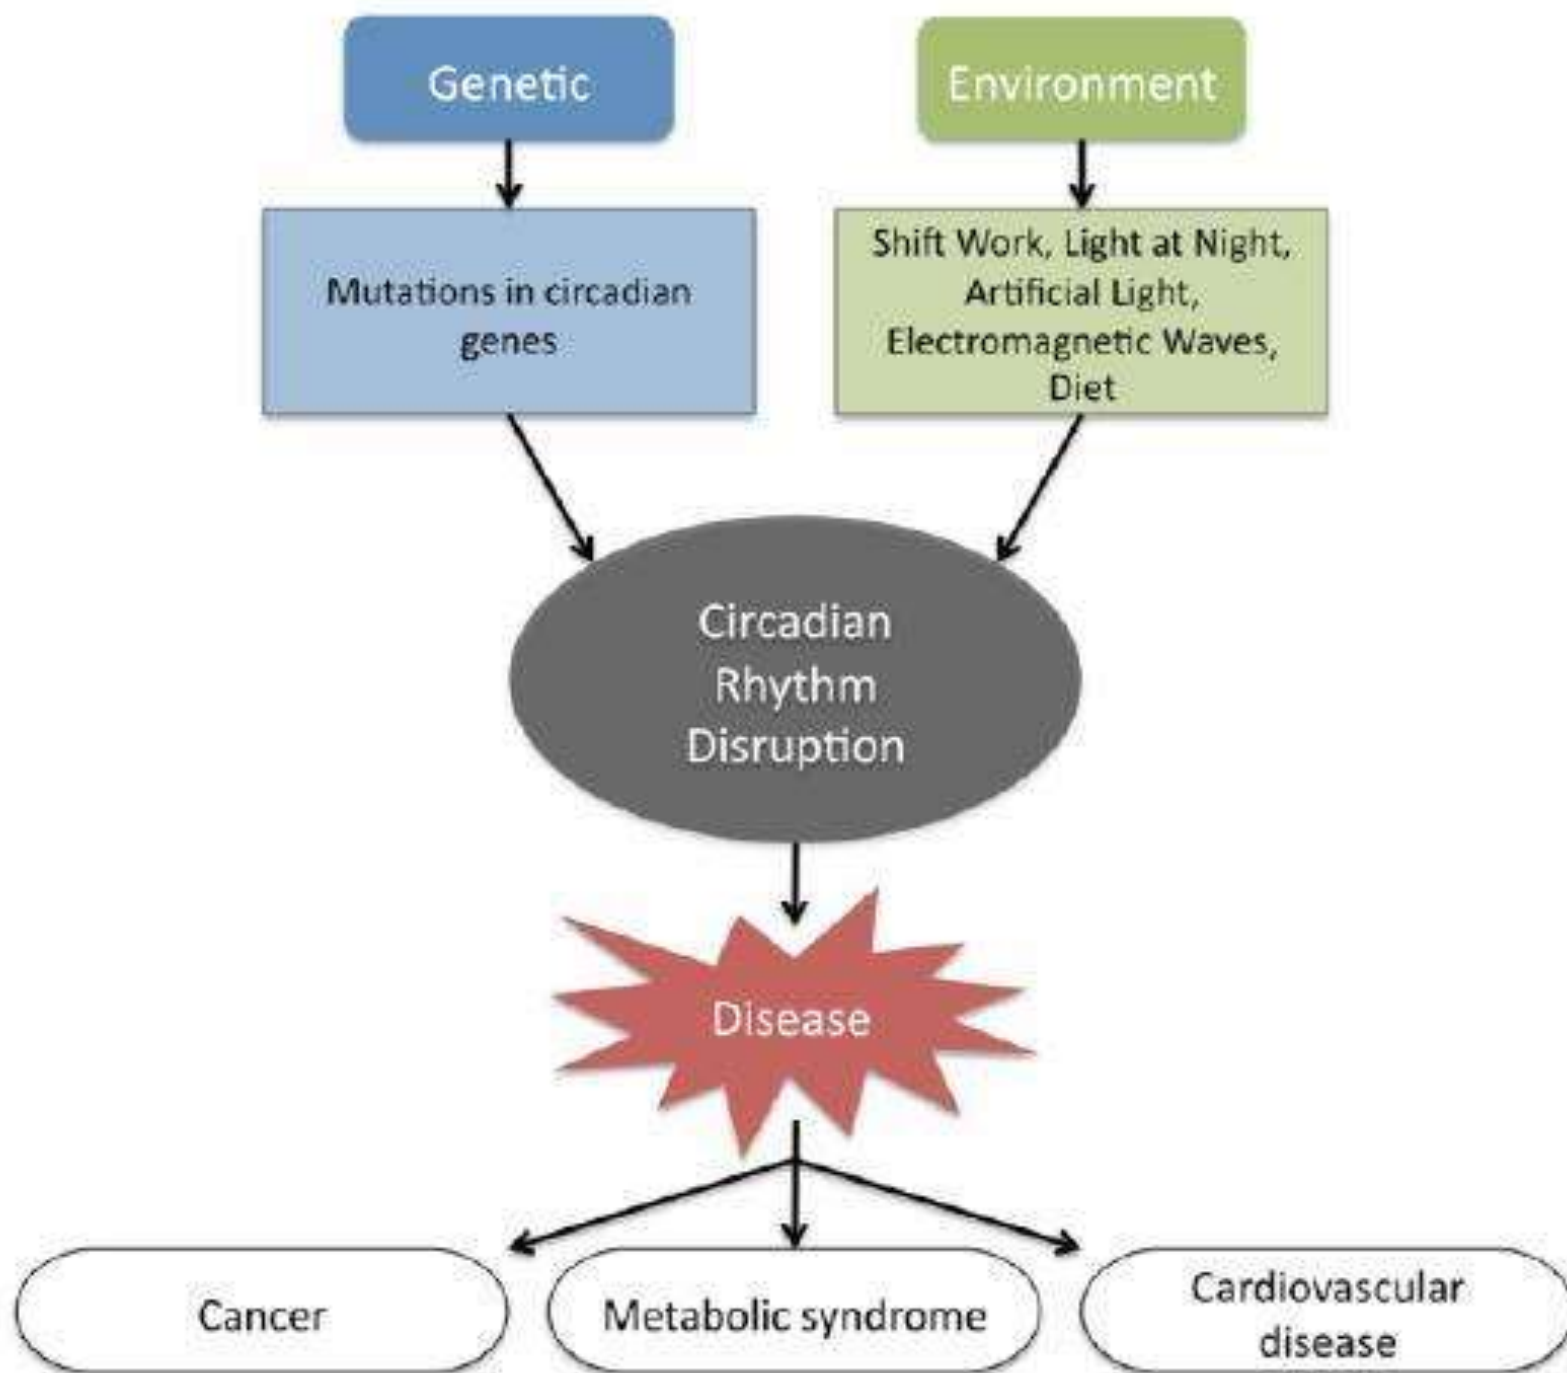 Genetic
Environment
Mutations in circadian
genes
Shift Work, Light at Night,
Artificial Light,
Electromagnetic Waves,
Diet
Circadian
Rhythm
Disruption
Disease
Cancer
Metabolic syndrome
Cardiovascular
disease